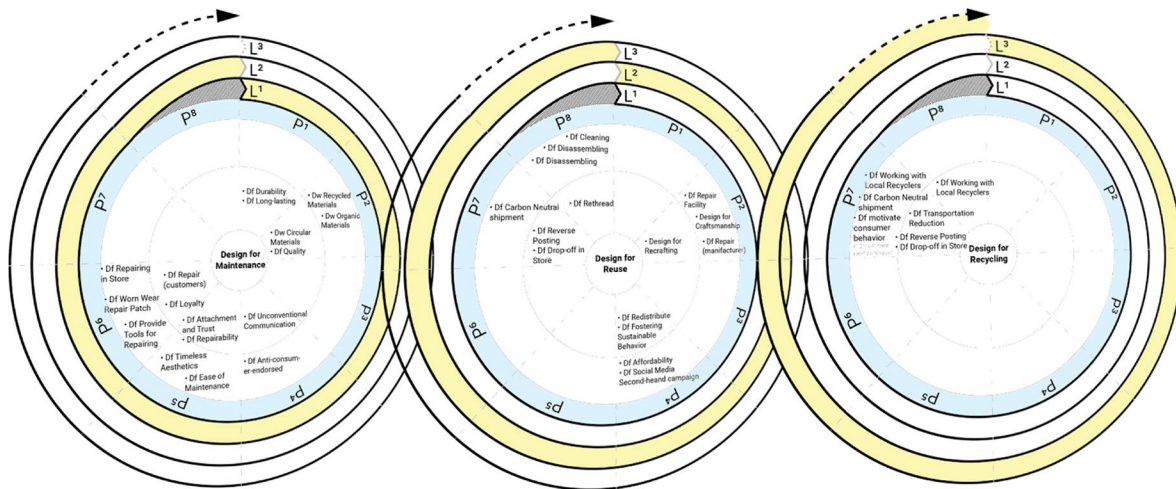 L³
L²
L¹
P⁸
P¹
P⁷
P²
• Df Durability
• Df Long-lasting
• Dw Recycled
Materials
• Dw Organic
Materials
• Dw Circular
Materials
• Df Quality
Design for
Maintenance
• Df Repairing
in Store
• Df Repair
(customers)
• Df Worn Wear
Repair Patch
• Df Loyalty
P³
P⁶
• Df Provide
Tools for
Repairing
• Df Attachment
and Trust
• Df Repairability
• Df Unconventional
Communication
• Df Timeless
Aesthetics
• Df Ease of
Maintenance
• Df Anti-consum-
er-endorsed
P⁵
P⁴
L³
L²
L¹
P⁸
P¹
• Df Cleaning
• Df Disassembling
• Df Disassembling
P⁷
P²
• Df Carbon Neutral
shipment
• Df Rethread
• Df Repair
Facility
• Design for
Craftsmanship
• Df Reverse
Posting
• Df Drop-off in
Store
• Design for
Recrafting
• Df Repair
(manifacturer)
Design for
Reuse
P⁶
P³
• Df Redistribute
• Df Fostering
Sustainable
Behavior
• Df Affordability
• Df Social Media
Second-heand campaign
P⁵
P⁴
L³
L²
L¹
P⁸
P¹
P⁷
P²
• Df Working with
Local Recyclers
• Df Working with
Local Recyclers
• Df Carbon Neutral
shipment
• Df motivate
consumer
behavior
• Df Transportation
Reduction
• Df Reverse Posting
• Df Drop-off in Store
Design for
Recycling
P⁶
P³
P⁵
P⁴